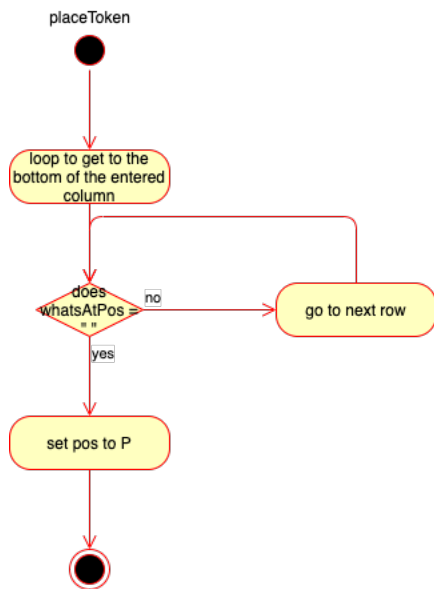 placeToken
loop to get to the
bottom of the entered
column
does
whatsAtPos =
" "
no
go to next row
yes
set pos to P